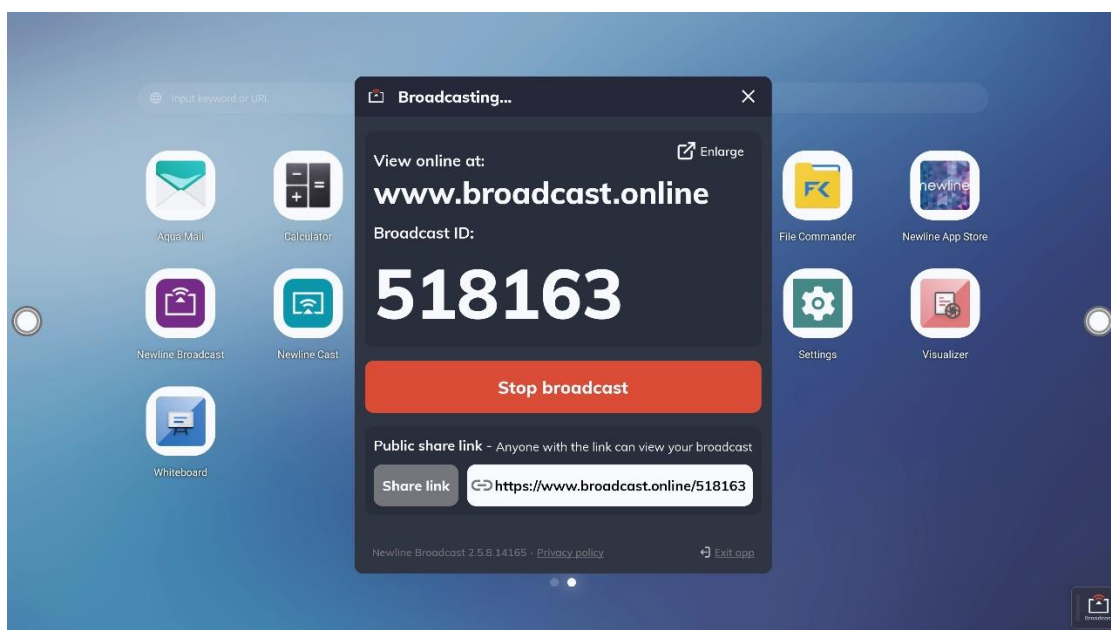 Input keyword or URL
Broadcasting...
Enlarge
View online at:
www.broadcast.online
Broadcast ID:
518163
Stop broadcast
Public share link - Anyone with the link can view your broadcast
Share link
https://www.broadcast.online/518163
Newline Broadcast 2.5.8.14165 - Privacy policy
Exit app
Aqua Mail
Calculator
File Commander
newline
Newline App Store
Newline Broadcast
Newline Cast
Settings
Visualizer
Whiteboard